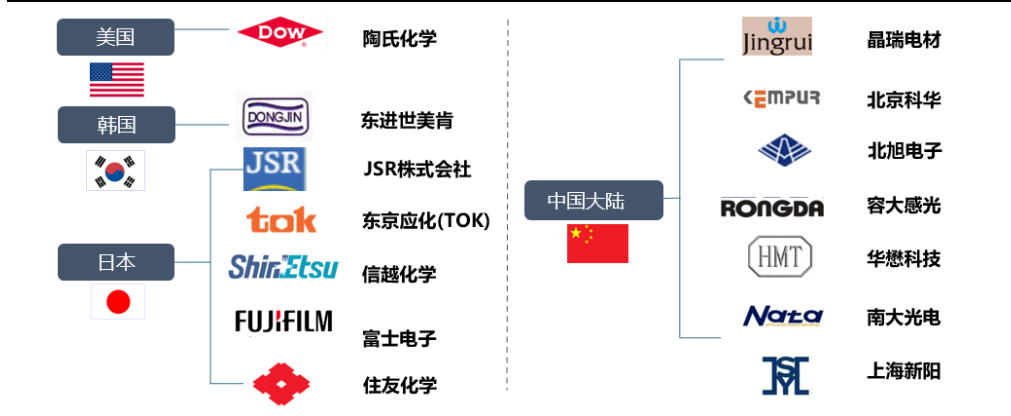 美国
DOW
陶氏化学
韩国
DONGJIN
东进世美肯
JSR
JSR株式会社
tok
东京应化(TOK)
日本
ShinEtsu
信越化学
FUJIFILM
富士电子
住友化学
中国大陆
Jingrui
晶瑞电材
KEMPUR
北京科华
北旭电子
RONGDA
容大感光
HMT
华懋科技
Nata
南大光电
SYL
上海新阳